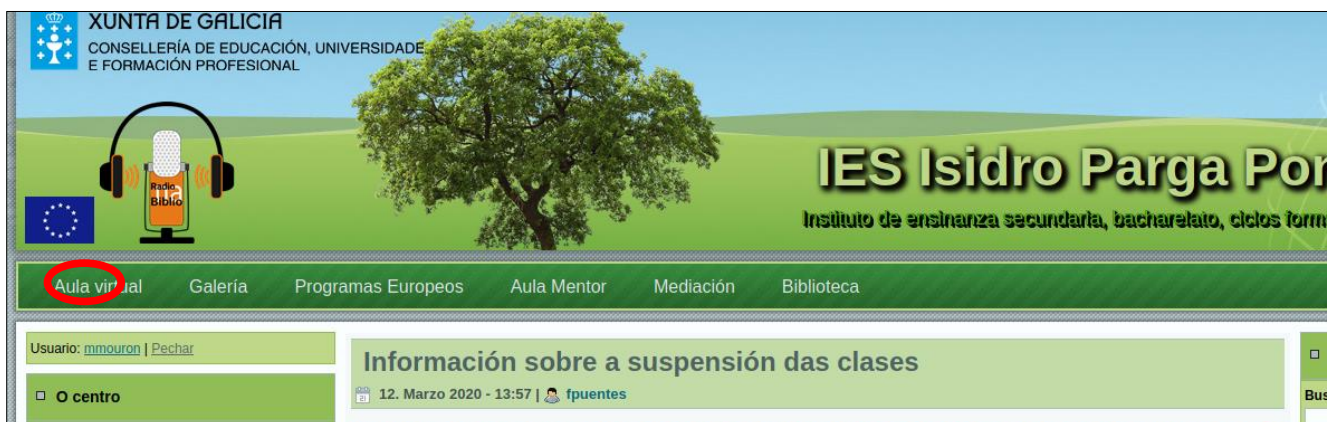 XUNTA DE GALICIA
CONSELLERÍA DE EDUCACIÓN, UNIVERSIDADE
E FORMACIÓN PROFESIONAL
Radio
Biblio
IES Isidro Parga Pon
Instituto de ensinanza secundaria, bacharelato, ciclos form
Aula virtual Galería Programas Europeos Aula Mentor Mediación Biblioteca
Usuario: mmouron | Pechar
Información sobre a suspensión das clases
12. Marzo 2020 - 13:57 | fpuentes
O centro
Bus